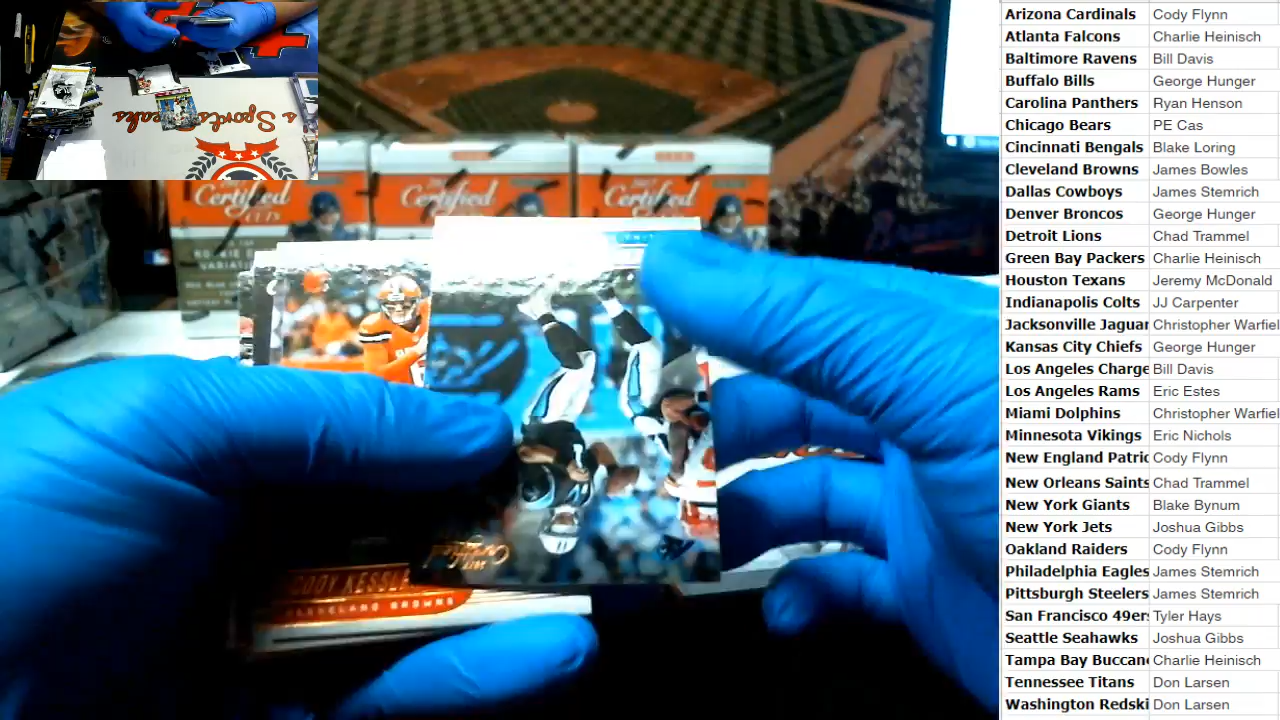 Arizona Cardinals Cody Flynn
Atlanta Falcons Charlie Heinisch
Baltimore Ravens Bill Davis
Buffalo Bills George Hunger
Carolina Panthers Ryan Henson
Chicago Bears PE Cas
Cincinnati Bengals Blake Loring
Cleveland Browns James Bowles
Dallas Cowboys James Stemrich
Denver Broncos George Hunger
Detroit Lions Chad Trammel
Green Bay Packers Charlie Heinisch
Houston Texans Jeremy McDonald
Indianapolis Colts JJ Carpenter
Jacksonville Jaguar Christopher Warfiel
Kansas City Chiefs George Hunger
Los Angeles Charge Bill Davis
Los Angeles Rams Eric Estes
Miami Dolphins Christopher Warfiel
Minnesota Vikings Eric Nichols
New England Patric Cody Flynn
New Orleans Saints Chad Trammel
New York Giants Blake Bynum
New York Jets Joshua Gibbs
Oakland Raiders Cody Flynn
Philadelphia Eagles James Stemrich
Pittsburgh Steelers James Stemrich
San Francisco 49ers Tyler Hays
Seattle Seahawks Joshua Gibbs
Tampa Bay Buccane Charlie Heinisch
Tennessee Titans Don Larsen
Washington Redski Don Larsen
s Sports
Certified
Certified
Certified
Certified
CODY KESSLE
CLEVELAND BROWNS